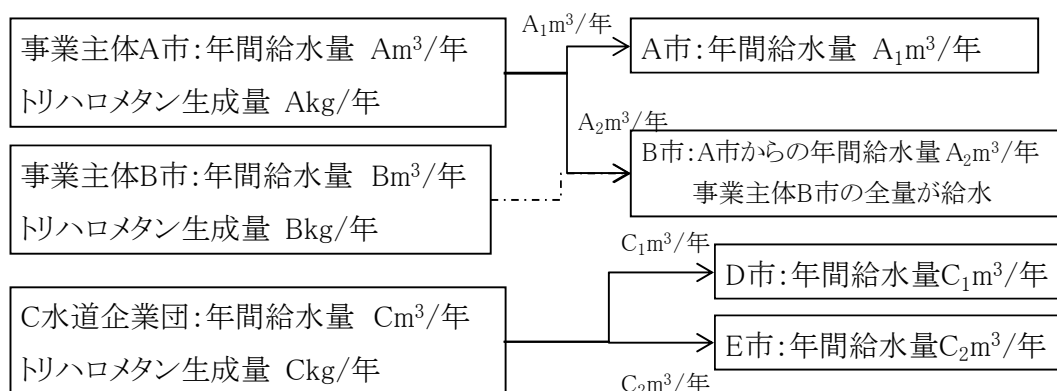 事業主体A市:年間給水量 Am³/年
トリハロメタン生成量 Akg/年
A₁m³/年
A市:年間給水量 A₁m³/年
A₂m³/年
B市:A市からの年間給水量 A₂m³/年
事業主体B市の全量が給水
事業主体B市:年間給水量 Bm³/年
トリハロメタン生成量 Bkg/年
C₁m³/年
D市:年間給水量C₁m³/年
C水道企業団:年間給水量 Cm³/年
トリハロメタン生成量 Ckg/年
E市:年間給水量C₂m³/年
C₂m³/年